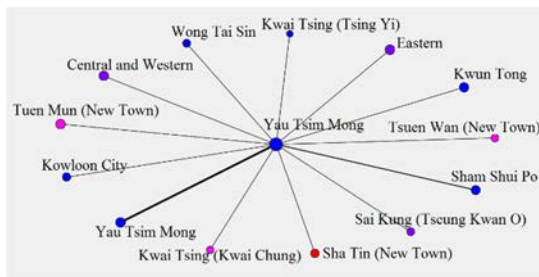 Wong Tai Sin
Kwai Tsing (Tsing Yi)
Eastern
Central and Western
Kwun Tong
Tuen Mun (New Town)
Yau Tsim Mong
Tsuen Wan (New Town)
Kowloon City
Sham Shui Po
Yau Tsim Mong
Sai Kung (Tseung Kwan O)
Kwai Tsing (Kwai Chung)
Sha Tin (New Town)